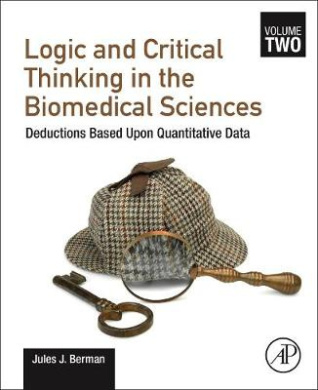 VOLUME
TWO
Logic and Critical
Thinking in the
Biomedical Sciences
Deductions Based Upon Quantitative Data
Jules J. Berman
AP